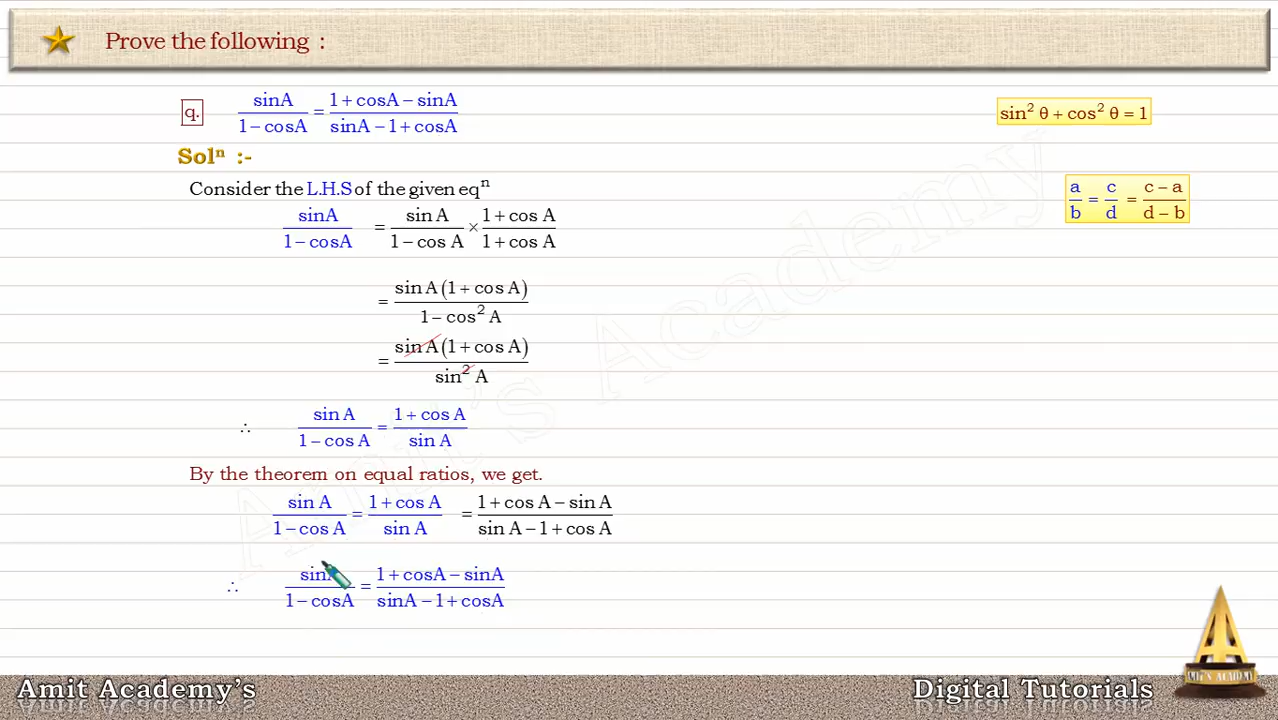 Prove the following :
q. sinA/(1 − cosA) = (1 + cosA − sinA)/(sinA − 1 + cosA)
sin² θ + cos² θ = 1
Solⁿ :-
Consider the L.H.S of the given eqⁿ
a/b = c/d = (c − a)/(d − b)
sinA/(1 − cosA) = sin A/(1 − cos A) × (1 + cos A)/(1 + cos A)
= sin A (1 + cos A)/(1 − cos² A)
= sin A (1 + cos A)/sin² A
∴ sin A/(1 − cos A) = (1 + cos A)/sin A
By the theorem on equal ratios, we get.
sin A/(1 − cos A) = (1 + cos A)/sin A = (1 + cos A − sin A)/(sin A − 1 + cos A)
∴ sinA/(1 − cosA) = (1 + cosA − sinA)/(sinA − 1 + cosA)
Amit's Academy
AMIT'S ACADEMY
Amit Academy's
Digital Tutorials